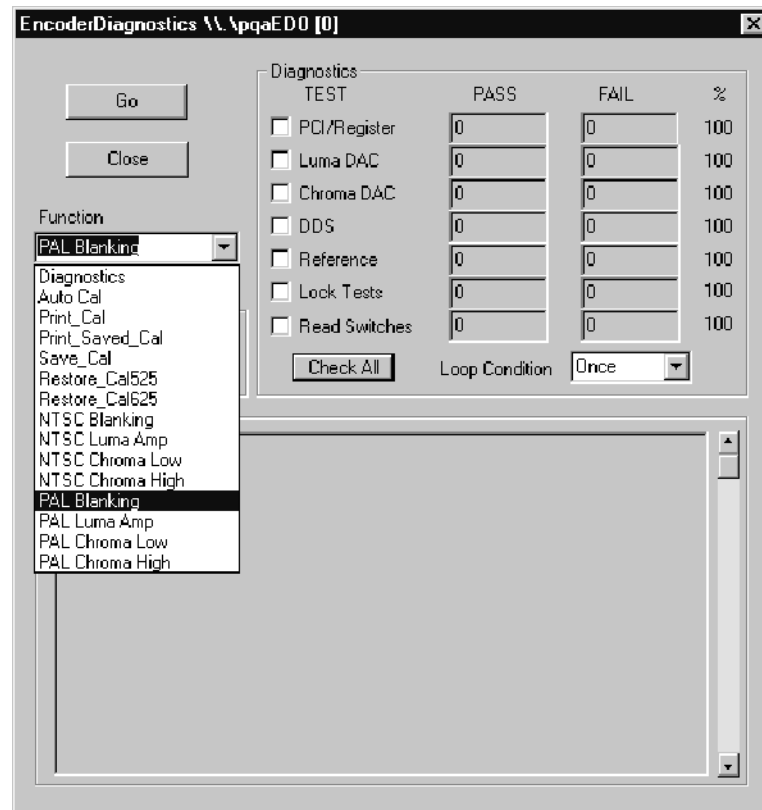 EncoderDiagnostics \\.\pqaED0 [0]
Go
Close
Function
PAL Blanking
Diagnostics
Auto Cal
Print_Cal
Print_Saved_Cal
Save_Cal
Restore_Cal525
Restore_Cal625
NTSC Blanking
NTSC Luma Amp
NTSC Chroma Low
NTSC Chroma High
PAL Blanking
PAL Luma Amp
PAL Chroma Low
PAL Chroma High
Diagnostics
TEST PASS FAIL %
PCI/Register 0 0 100
Luma DAC 0 0 100
Chroma DAC 0 0 100
DDS 0 0 100
Reference 0 0 100
Lock Tests 0 0 100
Read Switches 0 0 100
Check All Loop Condition Once